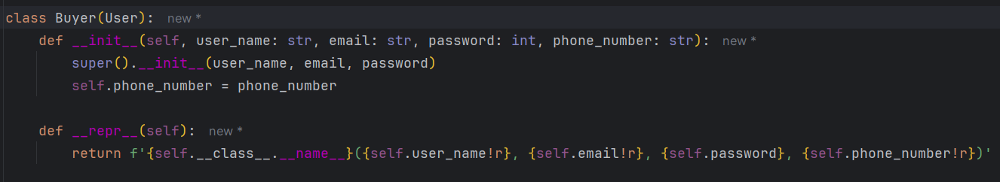 class Buyer(User): new *
    def __init__(self, user_name: str, email: str, password: int, phone_number: str): new *
        super().__init__(user_name, email, password)
        self.phone_number = phone_number
    def __repr__(self): new *
        return f'{self.__class__.__name__}({self.user_name!r}, {self.email!r}, {self.password}, {self.phone_number!r})'